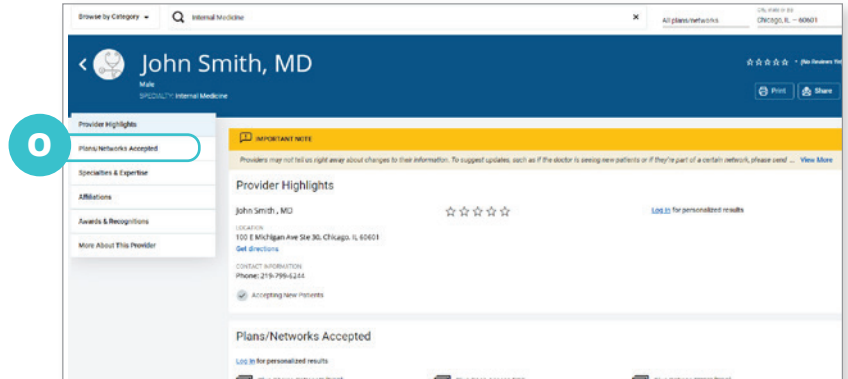 Browse by Category
Internal Medicine
×
All plans/networks
Chicago, IL – 60601
John Smith, MD
Male
SPECIALTY: Internal Medicine
(No Reviews Yet
Print
Share
O
Provider Highlights
Plans/Networks Accepted
Specialties & Expertise
Affiliations
Awards & Recognitions
More About This Provider
IMPORTANT NOTE
Providers may not tell us right away about changes to their information. To suggest updates, such as if the doctor is seeing new patients or if they're part of a certain network, please send ... View More
Provider Highlights
John Smith , MD
Log in for personalized results
LOCATION
100 E Michigan Ave Ste 30, Chicago, IL 60601
Get directions
CONTACT INFORMATION
Phone: 219-799-6244
Accepting New Patients
Plans/Networks Accepted
Log in for personalized results